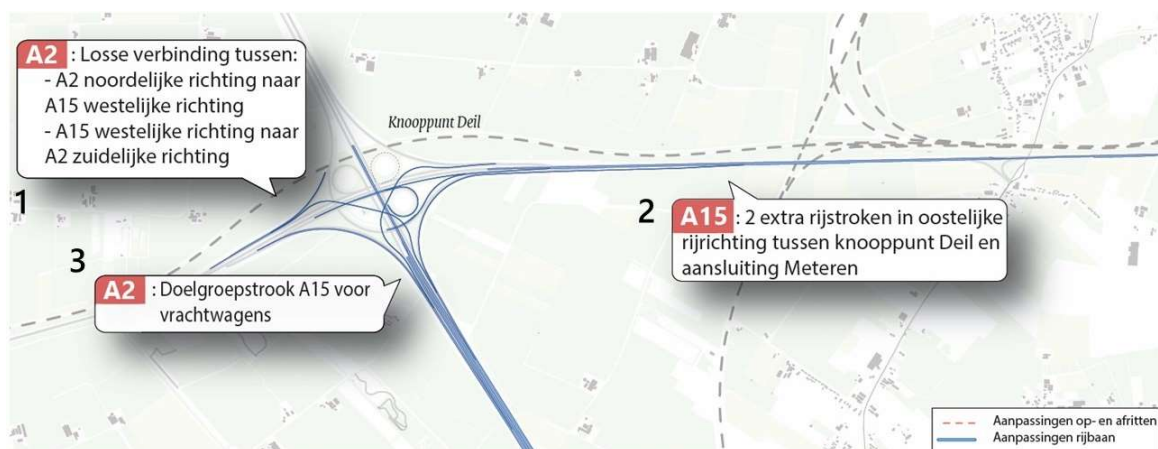 A2 : Losse verbinding tussen:
- A2 noordelijke richting naar
A15 westelijke richting
- A15 westelijke richting naar
A2 zuidelijke richting
Knooppunt Deil
1
2
A15 : 2 extra rijstroken in oostelijke
rijrichting tussen knooppunt Deil en
aansluiting Meteren
3
A2 : Doelgroepstrook A15 voor
vrachtwagens
Aanpassingen op- en afritten
Aanpassingen rijbaan